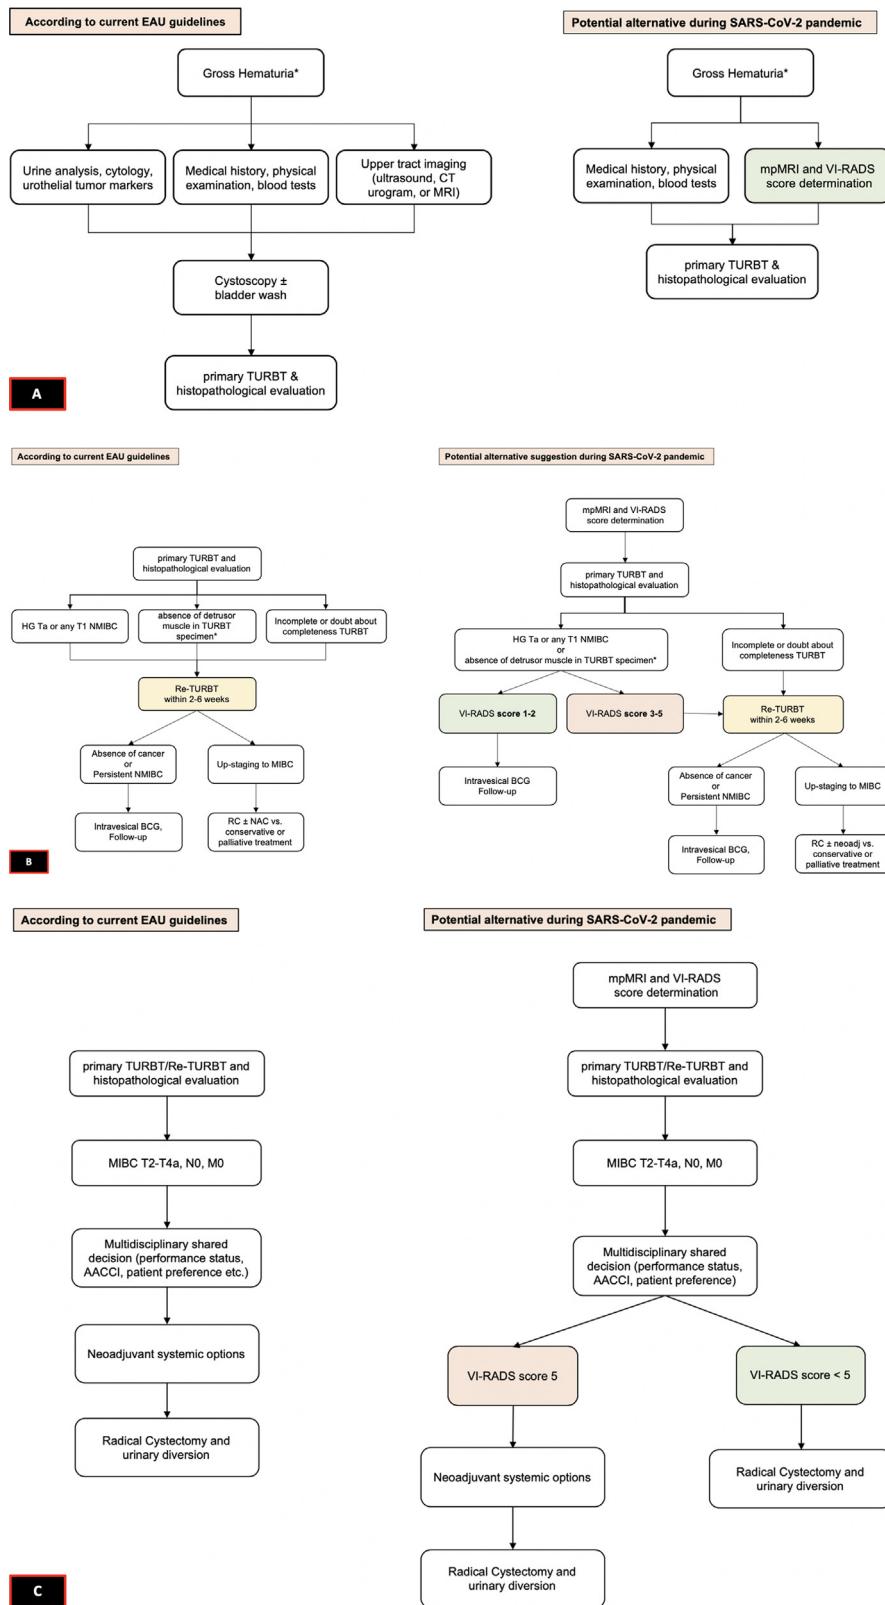 According to current EAU guidelines
Gross Hematuria*
Urine analysis, cytology,
urothelial tumor markers
Medical history, physical
examination, blood tests
Upper tract imaging
(ultrasound, CT
urogram, or MRI)
Cystoscopy ±
bladder wash
primary TURBT &
histopathological evaluation
Potential alternative during SARS-CoV-2 pandemic
Gross Hematuria*
Medical history, physical
examination, blood tests
mpMRI and VI-RADS
score determination
primary TURBT &
histopathological evaluation
A
According to current EAU guidelines
primary TURBT and
histopathological evaluation
HG Ta or any T1 NMIBC
absence of detrusor
muscle in TURBT
specimen*
Incomplete or doubt about
completeness TURBT
Re-TURBT
within 2-6 weeks
Absence of cancer
or
Persistent NMIBC
Up-staging to MIBC
Intravesical BCG,
Follow-up
RC ± NAC vs.
conservative or
palliative treatment
Potential alternative suggestion during SARS-CoV-2 pandemic
mpMRI and VI-RADS
score determination
primary TURBT and
histopathological evaluation
HG Ta or any T1 NMIBC
or
absence of detrusor muscle in TURBT specimen*
Incomplete or doubt about
completeness TURBT
VI-RADS score 1-2
VI-RADS score 3-5
Re-TURBT
within 2-6 weeks
Intravesical BCG
Follow-up
Absence of cancer
or
Persistent NMIBC
Up-staging to MIBC
Intravesical BCG,
Follow-up
RC ± neoadj vs.
conservative or
palliative treatment
B
According to current EAU guidelines
primary TURBT/Re-TURBT and
histopathological evaluation
MIBC T2-T4a, N0, M0
Multidisciplinary shared
decision (performance status,
AACCI, patient preference etc.)
Neoadjuvant systemic options
Radical Cystectomy and
urinary diversion
Potential alternative during SARS-CoV-2 pandemic
mpMRI and VI-RADS
score determination
primary TURBT/Re-TURBT and
histopathological evaluation
MIBC T2-T4a, N0, M0
Multidisciplinary shared
decision (performance status,
AACCI, patient preference)
VI-RADS score 5
VI-RADS score < 5
Neoadjuvant systemic options
Radical Cystectomy and
urinary diversion
Radical Cystectomy and
urinary diversion
C